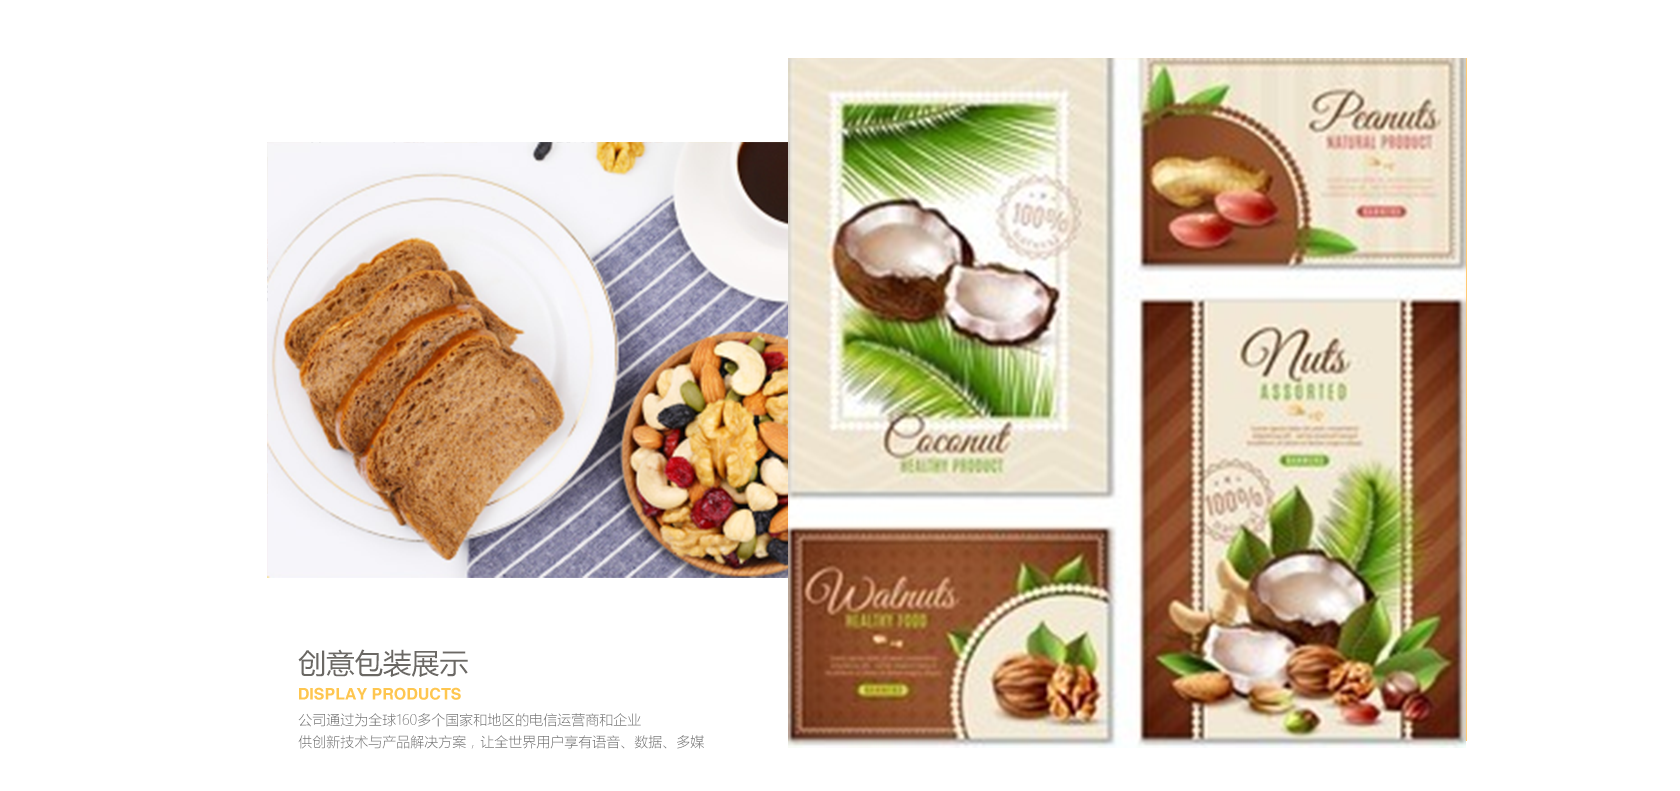 创意包装展示
DISPLAY PRODUCTS
公司通过为全球160多个国家和地区的电信运营商和企业
供创新技术与产品解决方案，让全世界用户享有语音、数据、多媒
100%
NATURAL
Coconut
HEALTHY PRODUCT
Peanuts
NATURAL PRODUCT
Walnuts
HEALTHY FOOD
Nuts
ASSORTED
100%